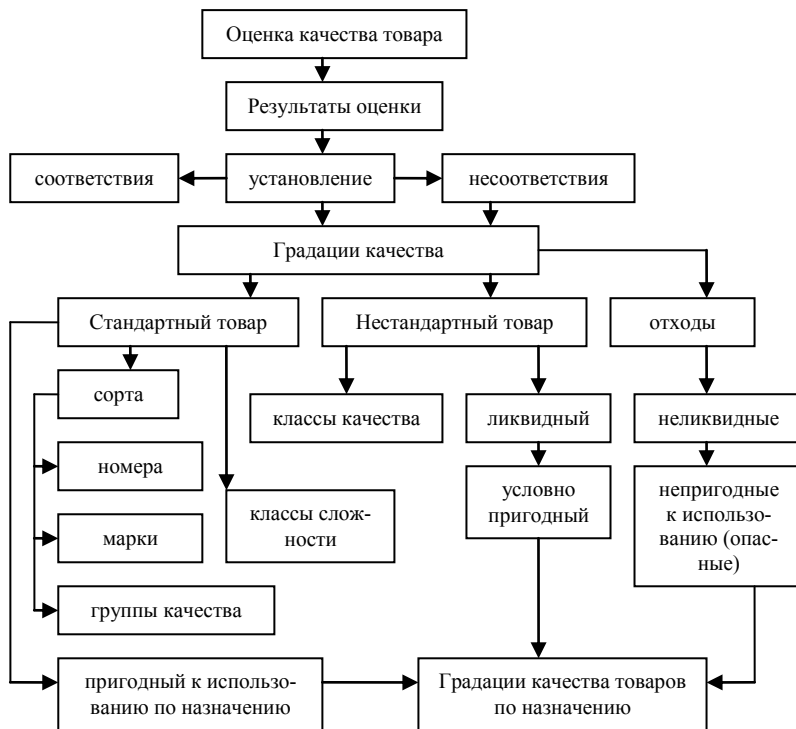 Оценка качества товара
Результаты оценки
соответствия
установление
несоответствия
Градации качества
Стандартный товар
Нестандартный товар
отходы
сорта
классы качества
ликвидный
неликвидные
номера
классы слож-
ности
условно
пригодный
непригодные
к использо-
ванию (опас-
ные)
марки
группы качества
пригодный к использо-
ванию по назначению
Градации качества товаров
по назначению